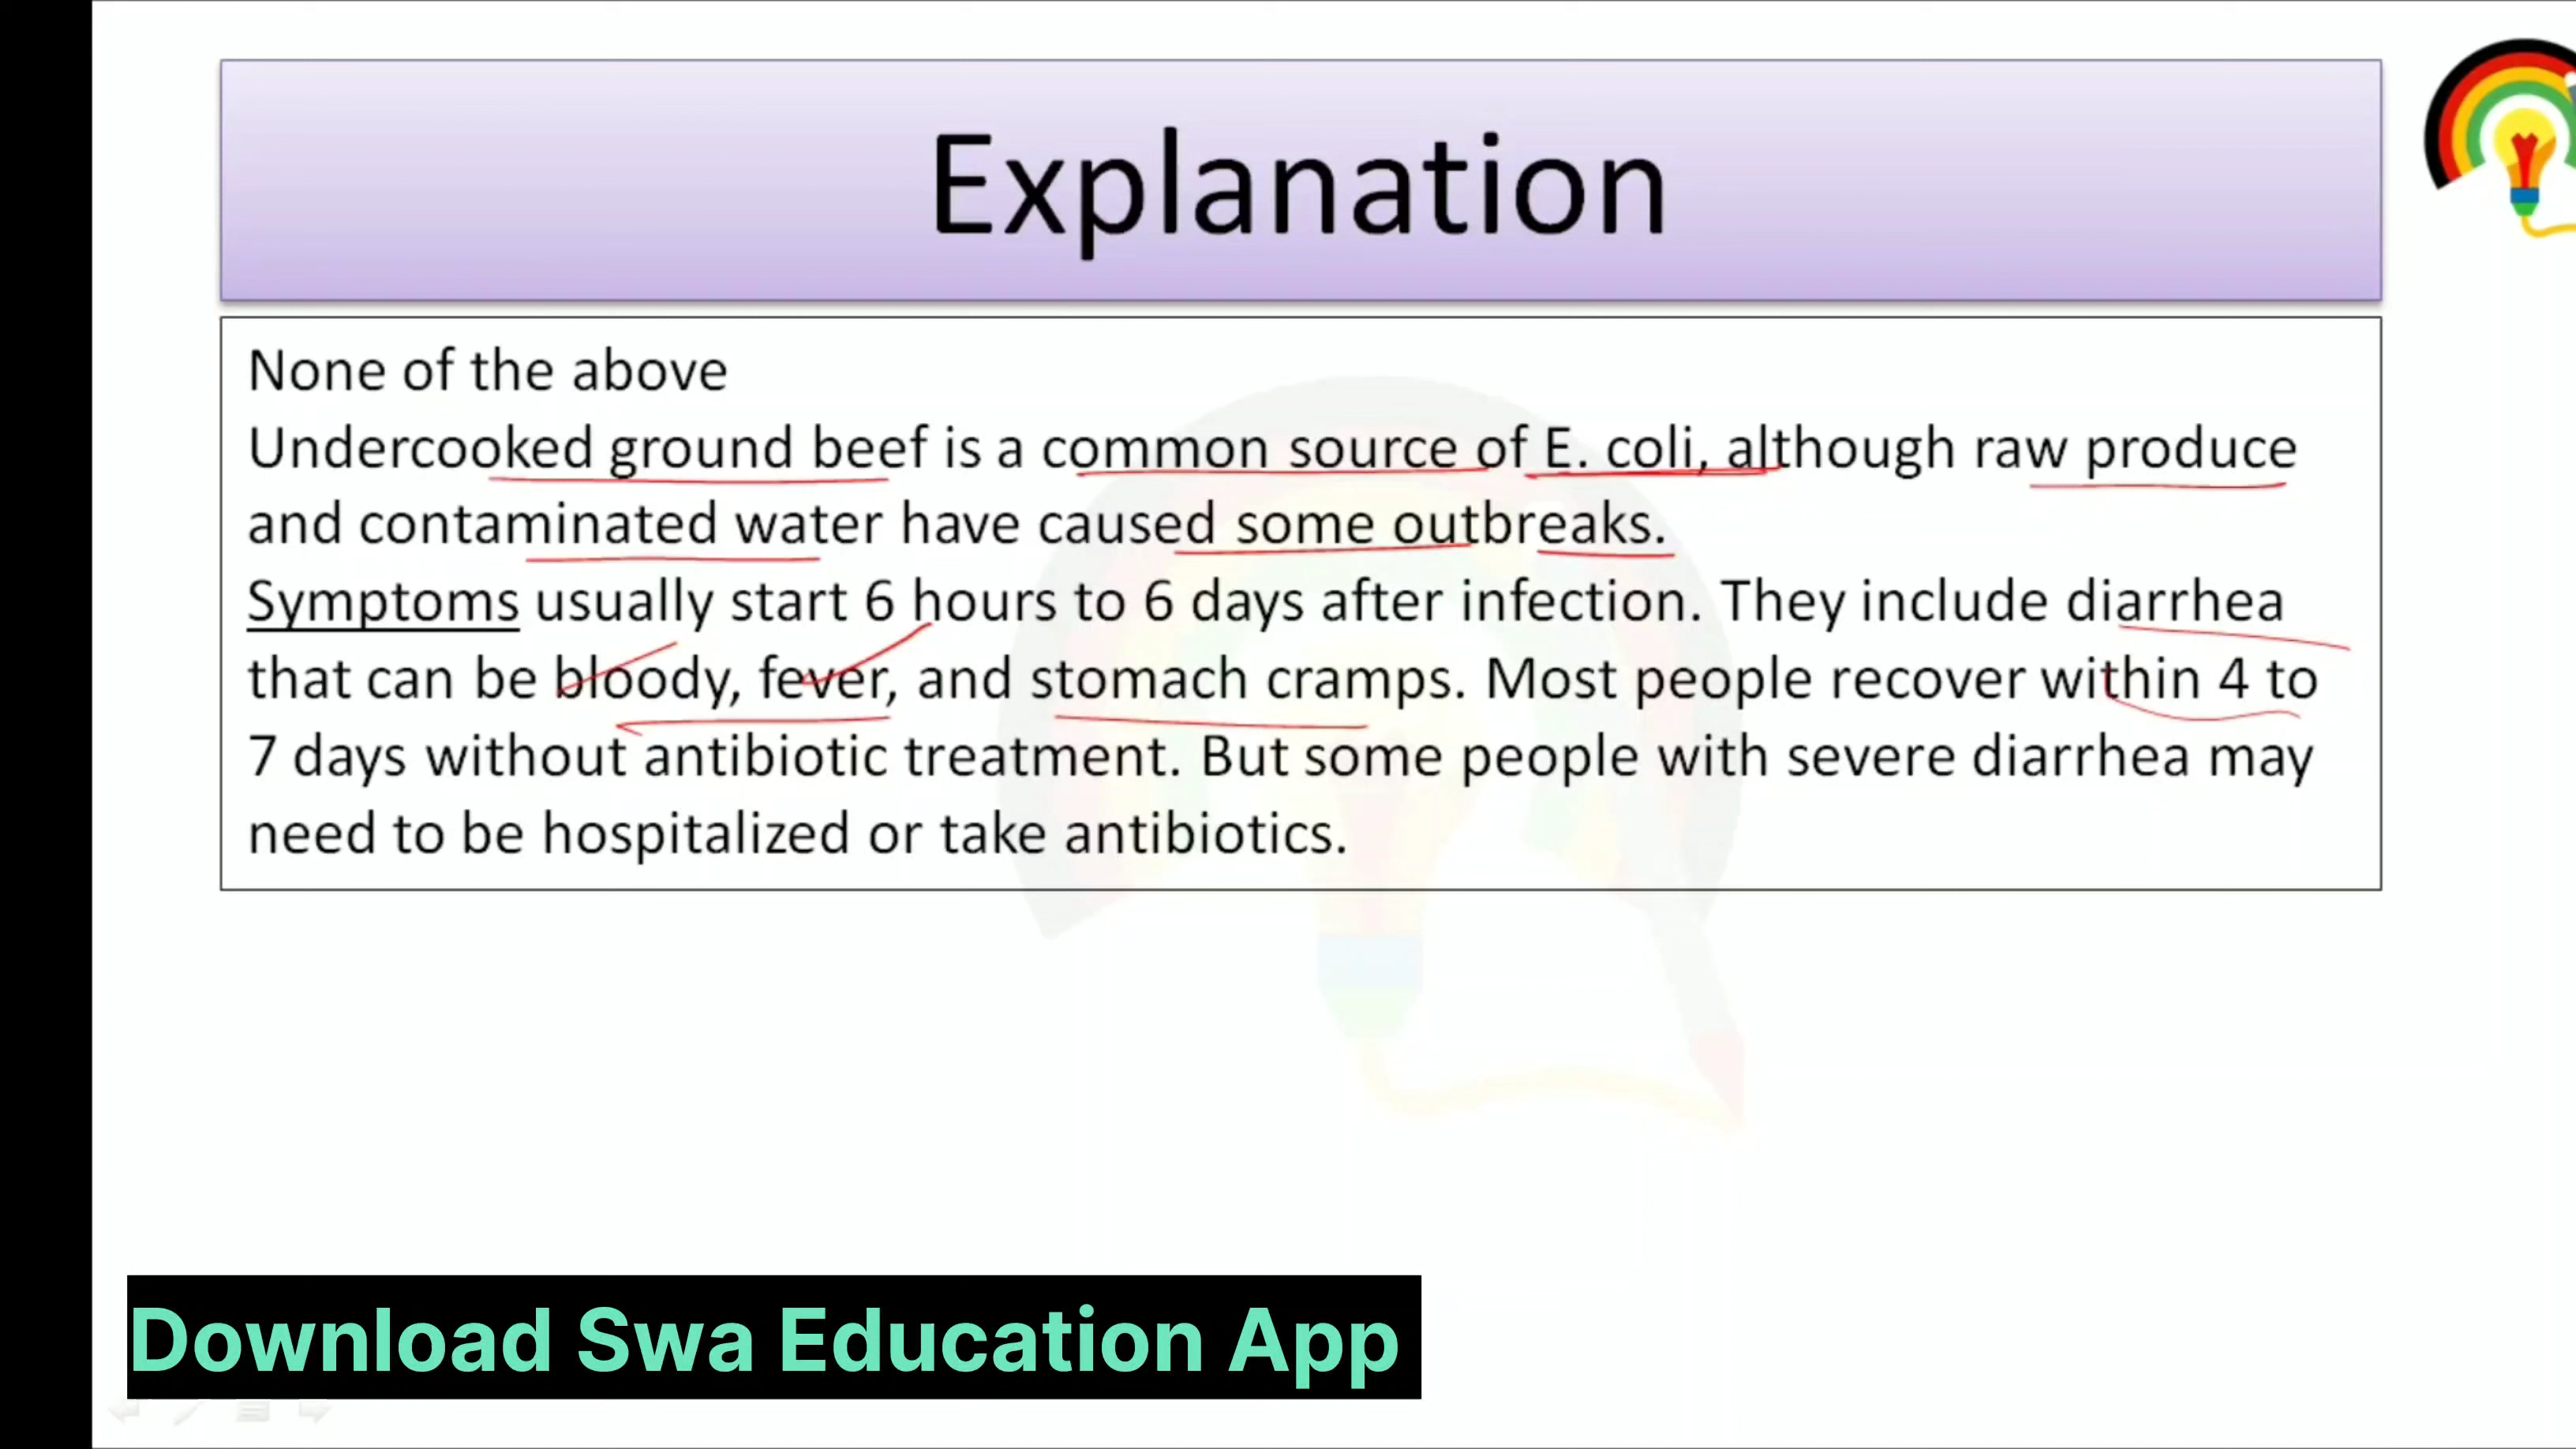 Explanation
None of the above
Undercooked ground beef is a common source of E. coli, although raw produce
and contaminated water have caused some outbreaks.
Symptoms usually start 6 hours to 6 days after infection. They include diarrhea
that can be bloody, fever, and stomach cramps. Most people recover within 4 to
7 days without antibiotic treatment. But some people with severe diarrhea may
need to be hospitalized or take antibiotics.
Download Swa Education App